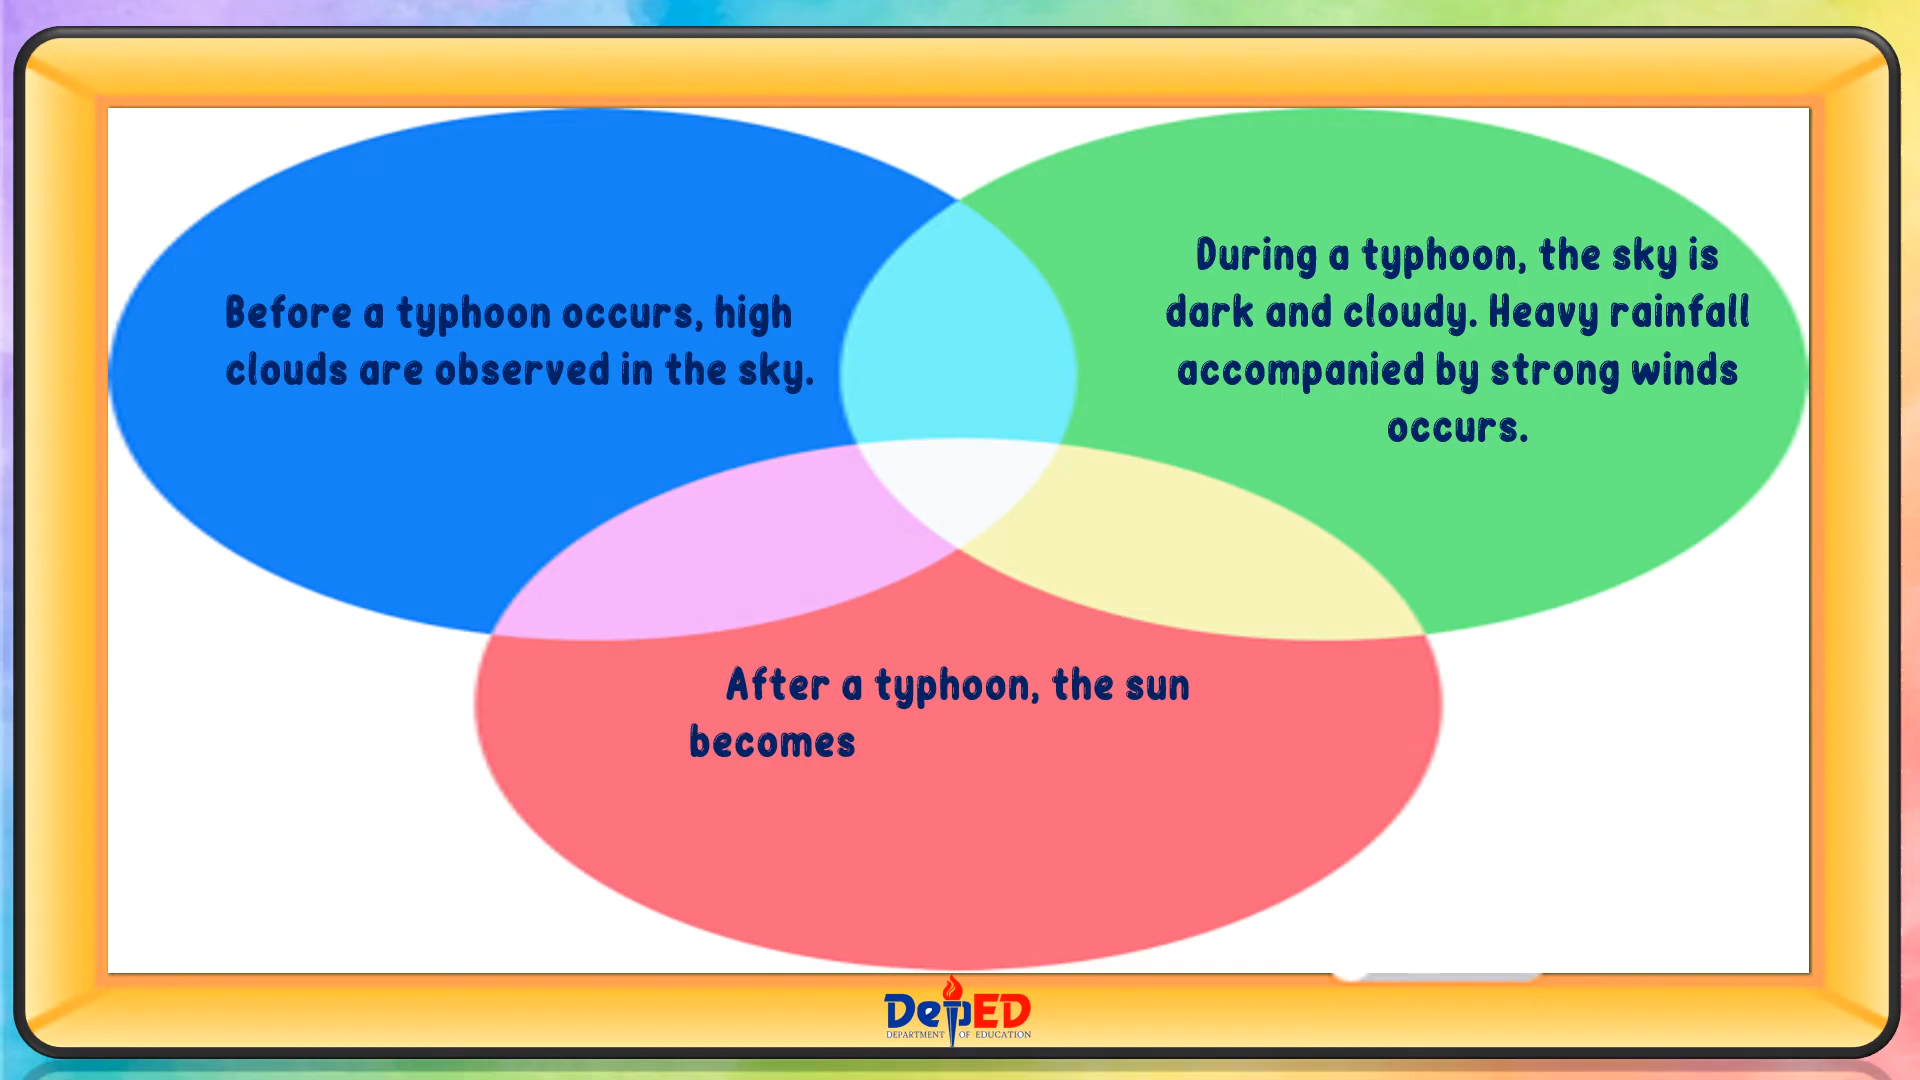 Before a typhoon occurs, high
clouds are observed in the sky.
During a typhoon, the sky is
dark and cloudy. Heavy rainfall
accompanied by strong winds
occurs.
After a typhoon, the sun
becomes
DepED
DEPARTMENT OF EDUCATION